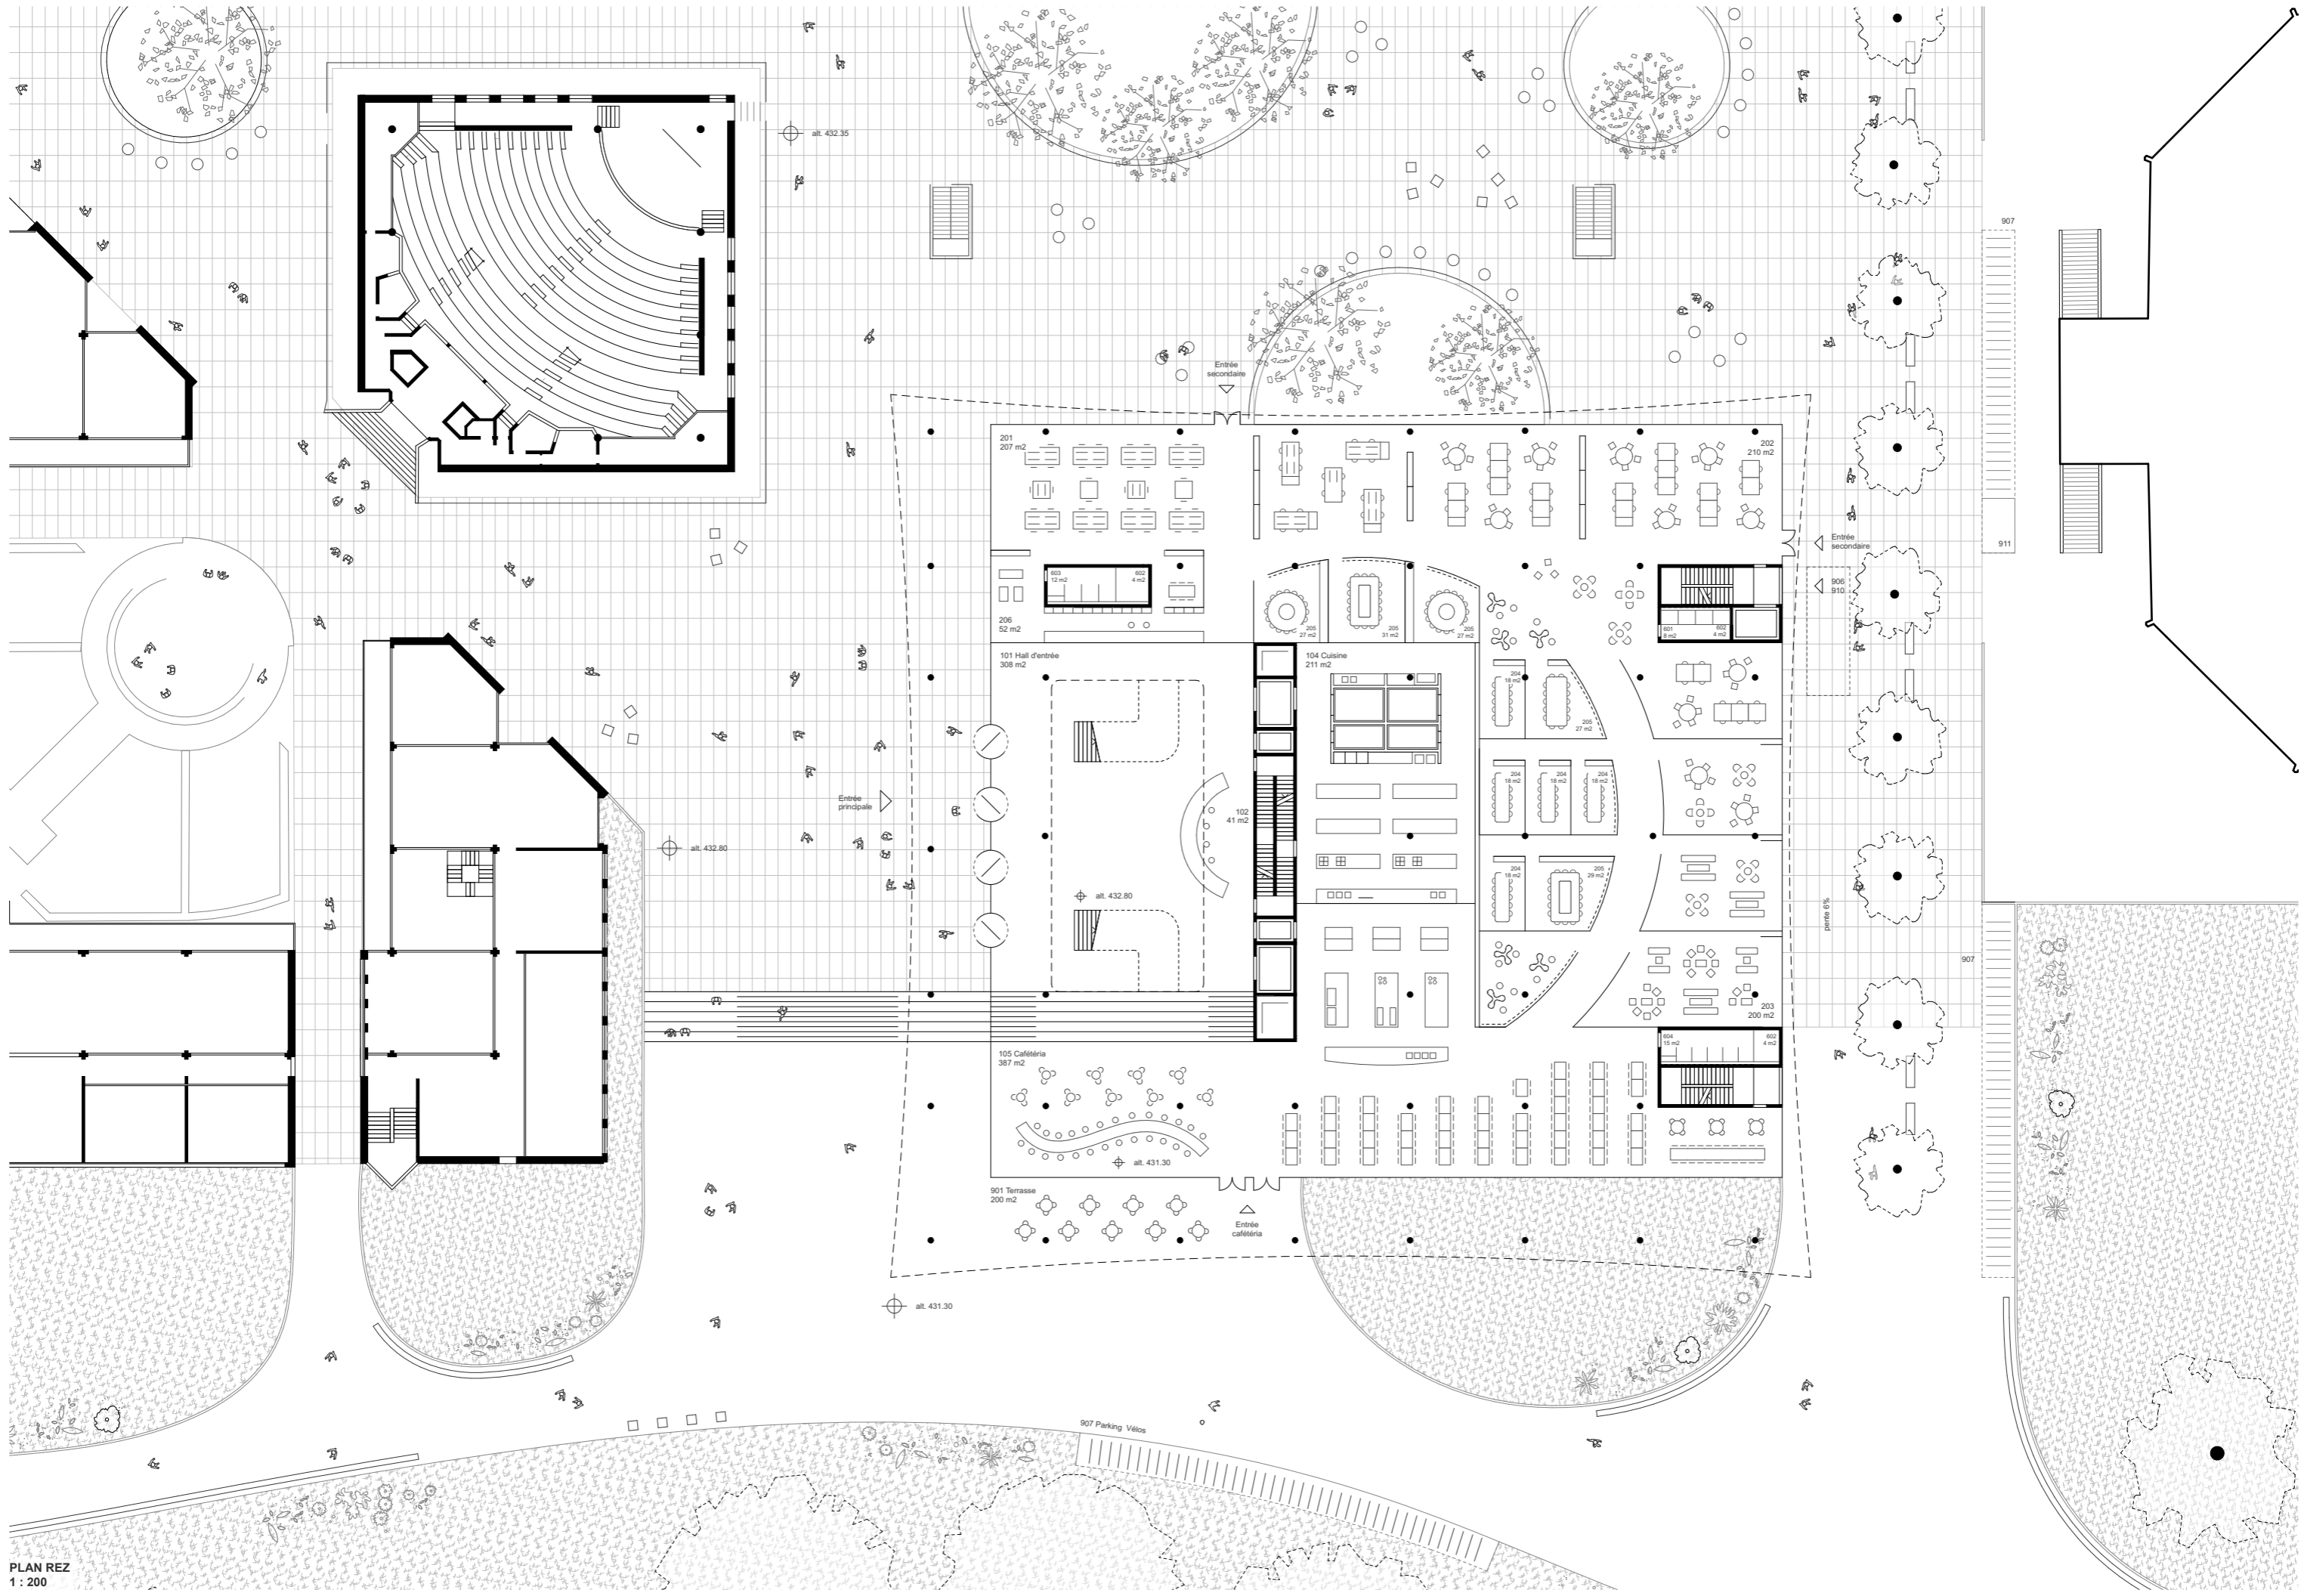 alt. 432.35
907
Entrée
secondaire
201
207 m2
202
210 m2
911
Entrée
secondaire
906
910
603
12 m2
602
4 m2
206
52 m2
205
27 m2
205
31 m2
205
27 m2
601
8 m2
602
4 m2
101 Hall d'entrée
308 m2
104 Cuisine
211 m2
204
18 m2
205
27 m2
Entrée
principale
102
41 m2
204
18 m2
204
18 m2
204
18 m2
alt. 432.80
204
18 m2
205
29 m2
alt. 432.80
pente 6%
907
203
200 m2
604
15 m2
602
4 m2
105 Cafétéria
387 m2
alt. 431.30
901 Terrasse
200 m2
Entrée
cafétéria
alt. 431.30
907 Parking Vélos
PLAN REZ
1 : 200